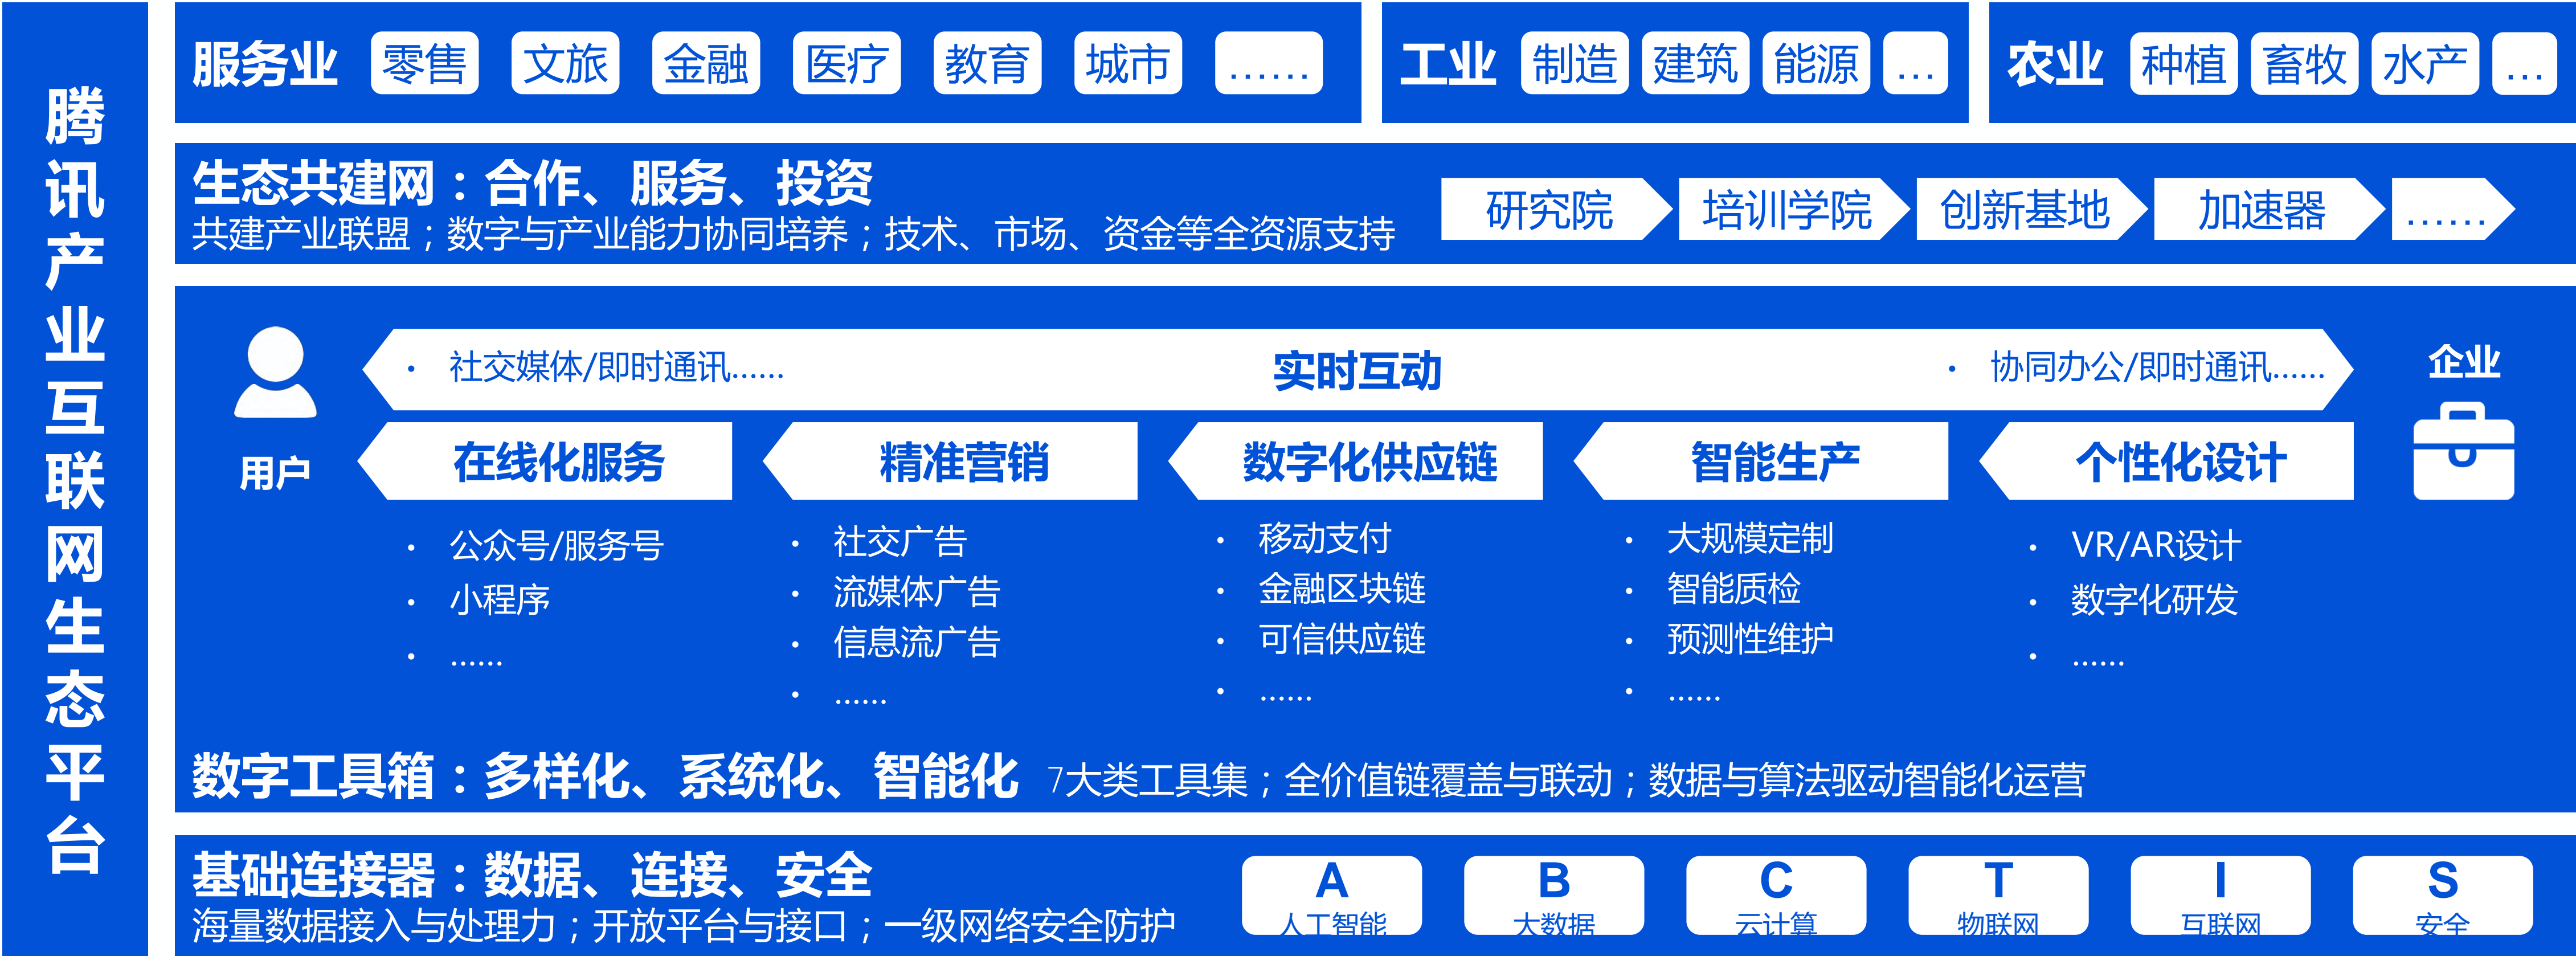 腾讯产业互联网生态平台
服务业 零售 文旅 金融 医疗 教育 城市 ……
工业 制造 建筑 能源 …
农业 种植 畜牧 水产 …
生态共建网：合作、服务、投资
共建产业联盟；数字与产业能力协同培养；技术、市场、资金等全资源支持
研究院 培训学院 创新基地 加速器 ……
用户
• 社交媒体/即时通讯……
实时互动
• 协同办公/即时通讯……
企业
在线化服务
• 公众号/服务号
• 小程序
• ……
精准营销
• 社交广告
• 流媒体广告
• 信息流广告
• ……
数字化供应链
• 移动支付
• 金融区块链
• 可信供应链
• ……
智能生产
• 大规模定制
• 智能质检
• 预测性维护
• ……
个性化设计
• VR/AR设计
• 数字化研发
• ……
数字工具箱：多样化、系统化、智能化 7大类工具集；全价值链覆盖与联动；数据与算法驱动智能化运营
基础连接器：数据、连接、安全
海量数据接入与处理力；开放平台与接口；一级网络安全防护
A
人工智能
B
大数据
C
云计算
T
物联网
I
互联网
S
安全